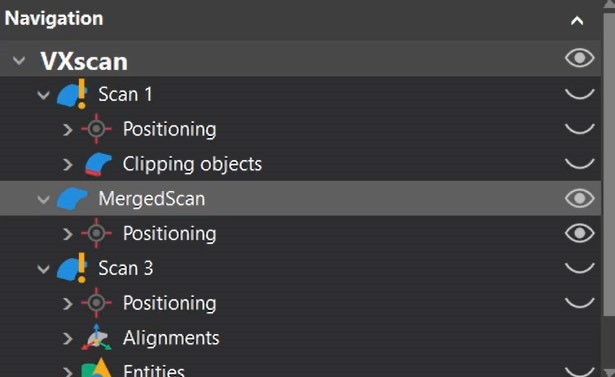 Navigation
VXscan
Scan 1
Positioning
Clipping objects
MergedScan
Positioning
Scan 3
Positioning
Alignments
Entities